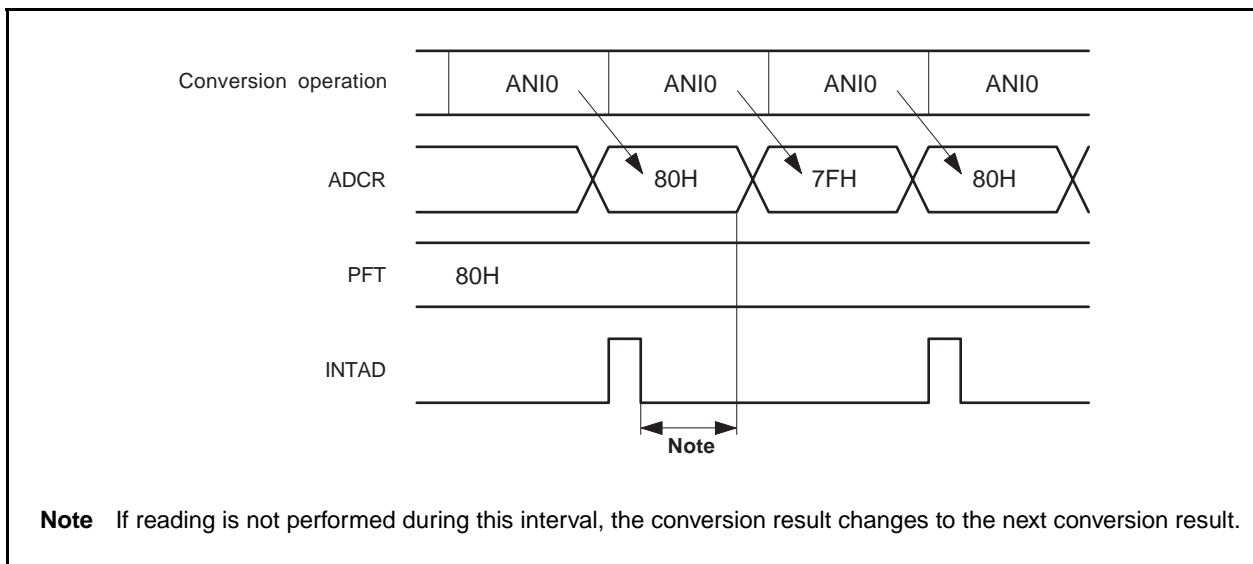 Conversion operation
ANI0 ANI0 ANI0 ANI0
ADCR 80H 7FH 80H
PFT 80H
INTAD
Note
Note If reading is not performed during this interval, the conversion result changes to the next conversion result.